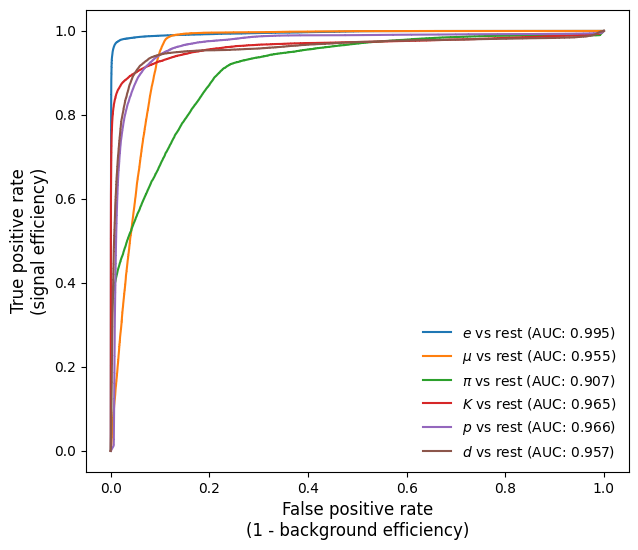 True positive rate
(signal efficiency)
1.0
0.8
0.6
0.4
0.2
0.0
e vs rest (AUC: 0.995)
μ vs rest (AUC: 0.955)
π vs rest (AUC: 0.907)
K vs rest (AUC: 0.965)
p vs rest (AUC: 0.966)
d vs rest (AUC: 0.957)
0.0 0.2 0.4 0.6 0.8 1.0
False positive rate
(1 - background efficiency)